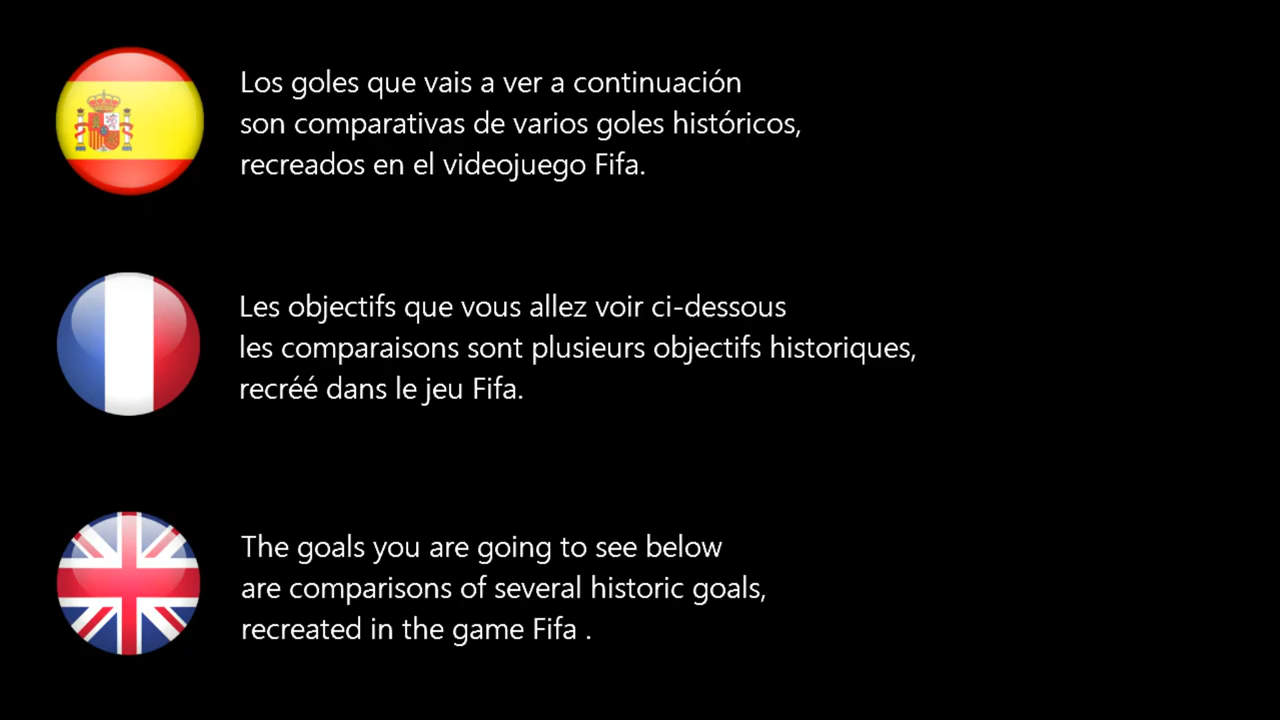 Los goles que vais a ver a continuación
son comparativas de varios goles históricos,
recreados en el videojuego Fifa.
Les objectifs que vous allez voir ci-dessous
les comparaisons sont plusieurs objectifs historiques,
recréé dans le jeu Fifa.
The goals you are going to see below
are comparisons of several historic goals,
recreated in the game Fifa .